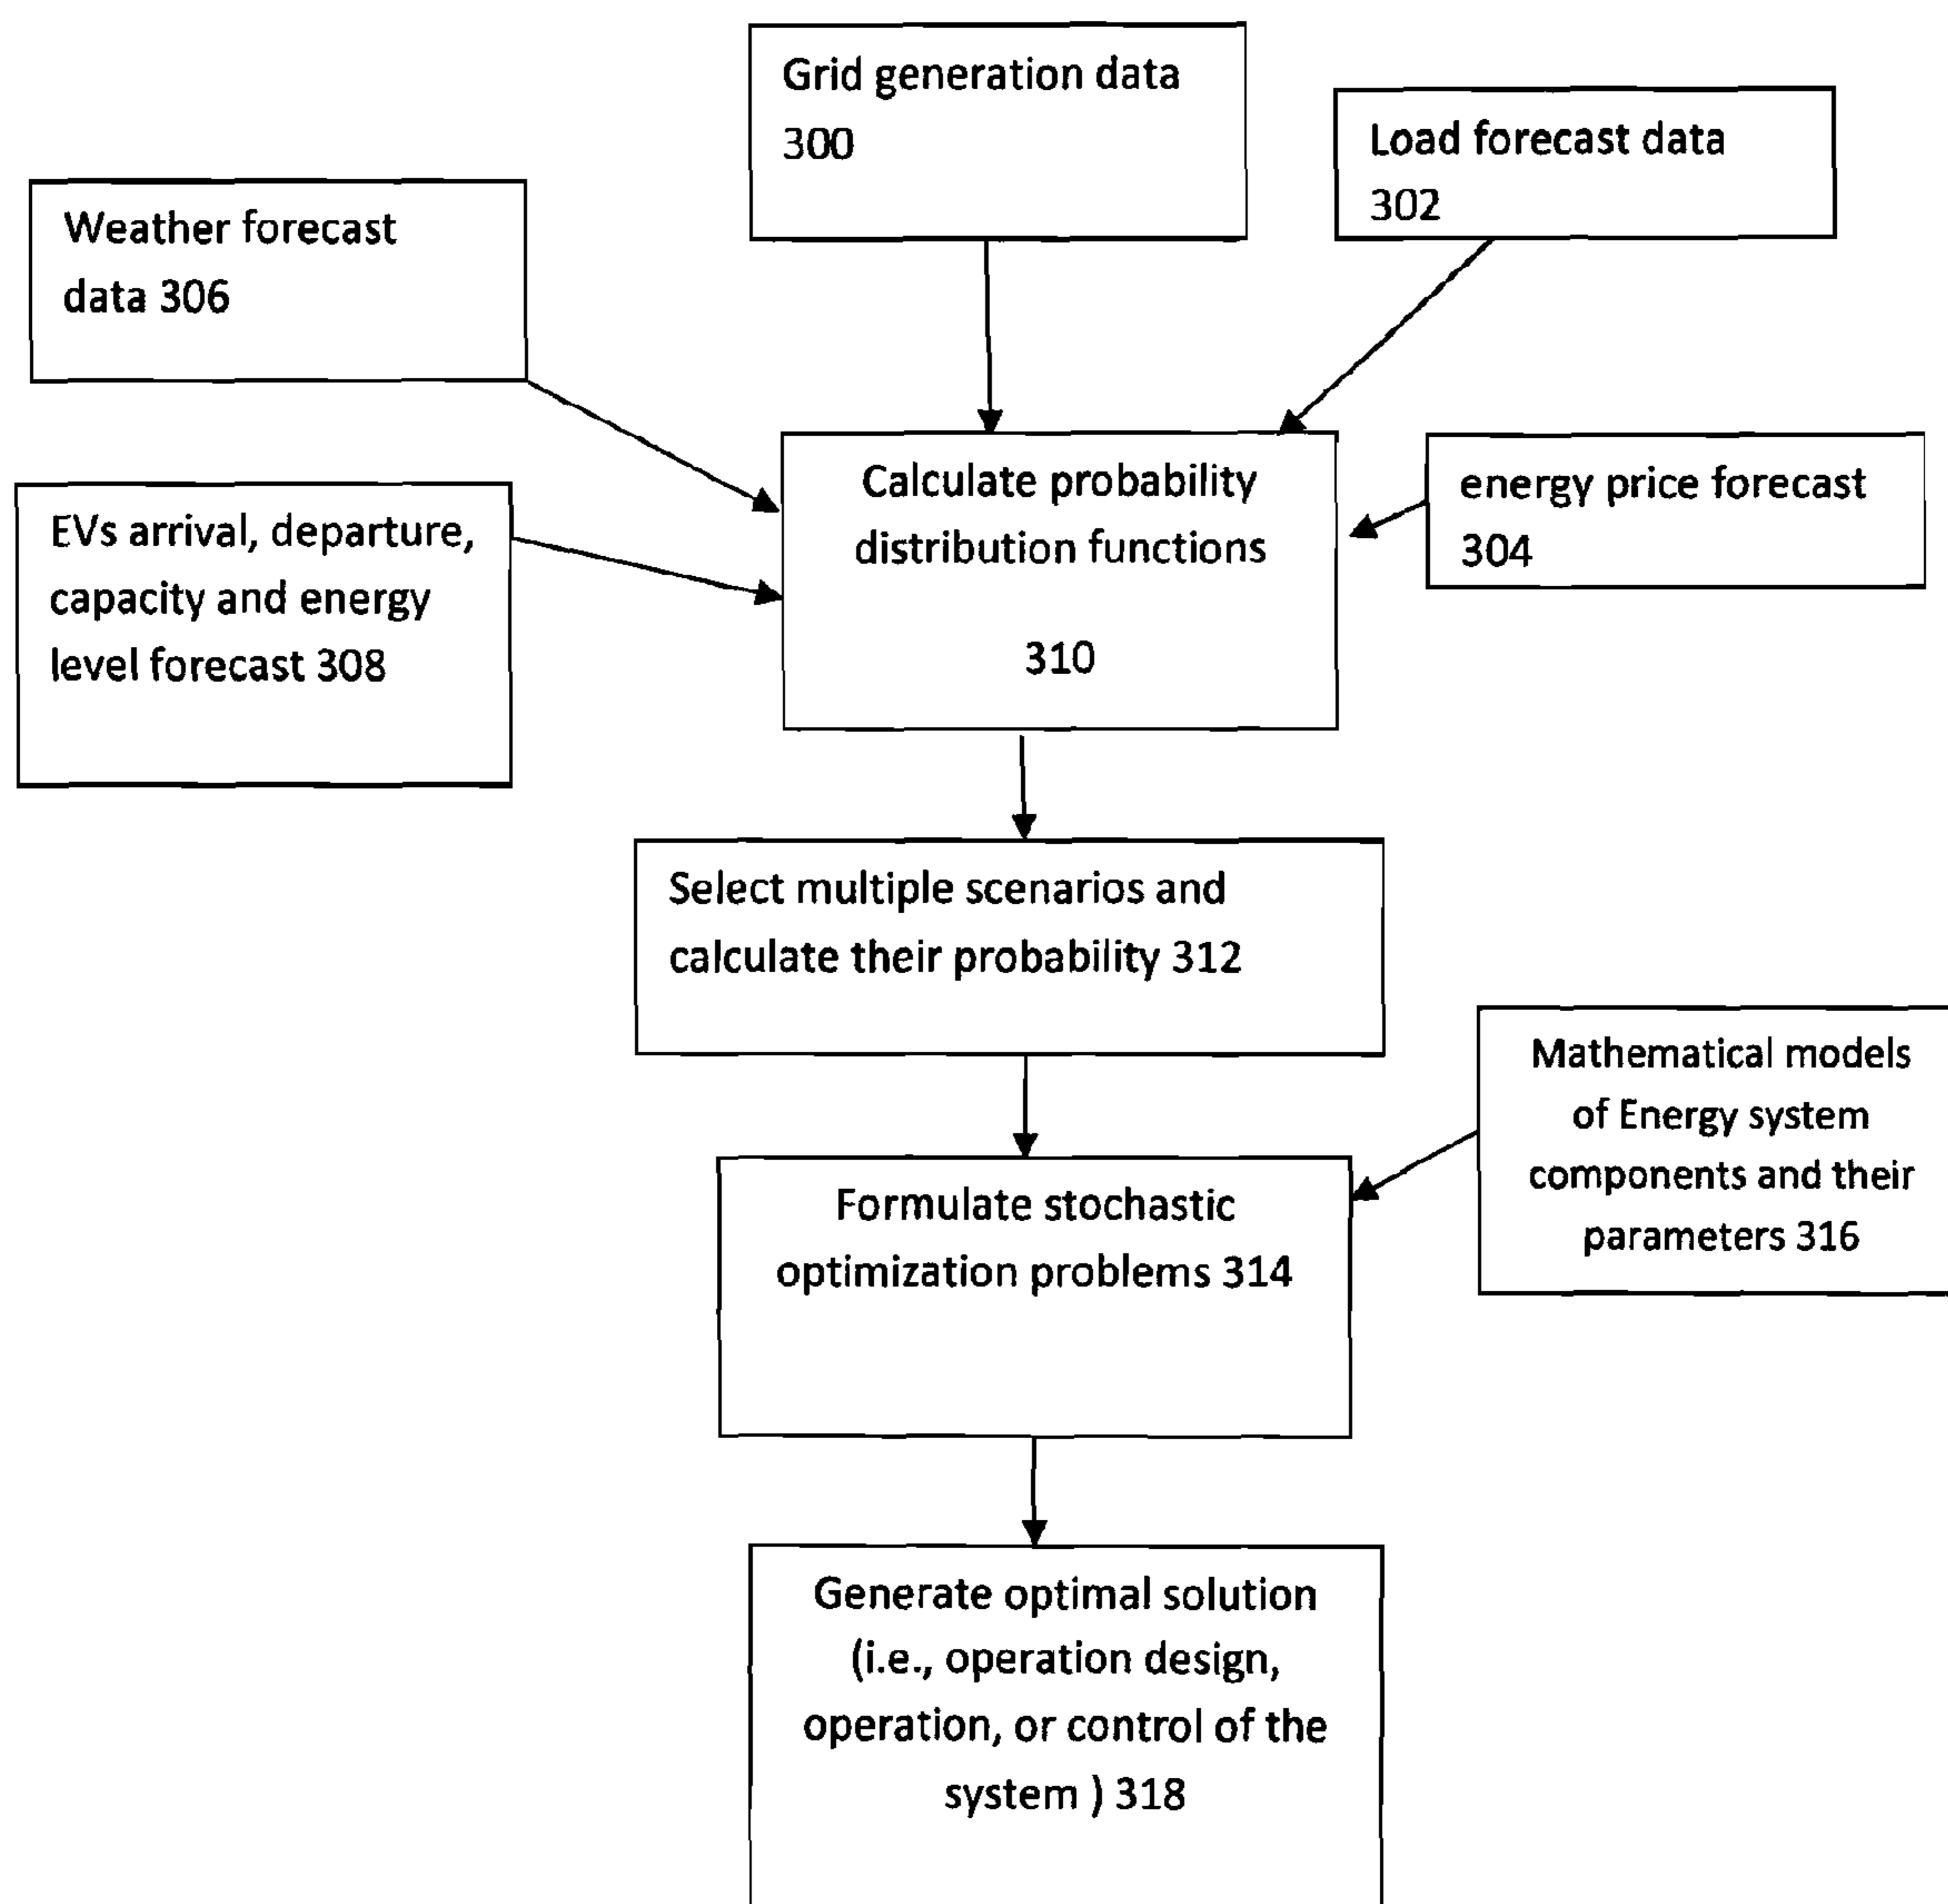 Grid generation data
300
Load forecast data
302
Weather forecast
data 306
energy price forecast
304
EVs arrival, departure,
capacity and energy
level forecast 308
Calculate probability
distribution functions
310
Select multiple scenarios and
calculate their probability 312
Mathematical models
of Energy system
components and their
parameters 316
Formulate stochastic
optimization problems 314
Generate optimal solution
(i.e., operation design,
operation, or control of the
system ) 318